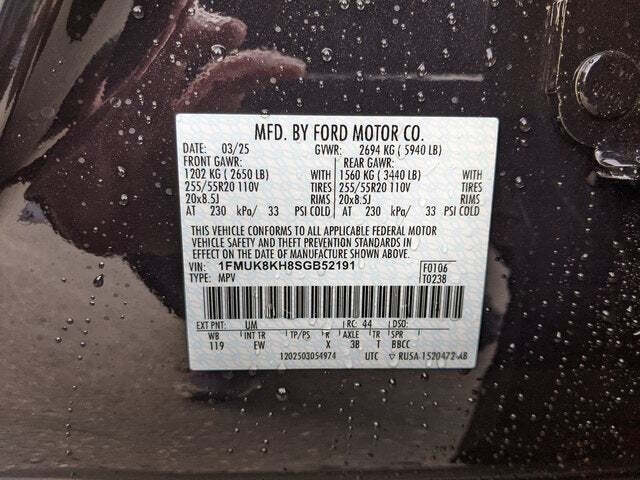 MFD. BY FORD MOTOR CO.
DATE: 03/25 GVWR: 2694 KG ( 5940 LB)
FRONT GAWR: REAR GAWR:
1202 KG ( 2650 LB) WITH 1560 KG ( 3440 LB) WITH
255/55R20 110V TIRES 255/55R20 110V TIRES
20x8.5J RIMS 20x8.5J RIMS
AT 230 kPa/ 33 PSI COLD AT 230 kPa/ 33 PSI COLD
THIS VEHICLE CONFORMS TO ALL APPLICABLE FEDERAL MOTOR
VEHICLE SAFETY AND THEFT PREVENTION STANDARDS IN
EFFECT ON THE DATE OF MANUFACTURE SHOWN ABOVE.
VIN: 1FMUK8KH8SGB52191 F0106
TYPE: MPV T0238
EXT PNT: UM RC: 44 DSO:
WB INT TR TP/PS R AXLE TR SPR
119 EW X 3B T BBCC
1202503054974 UTC RUSA 1520472-AB